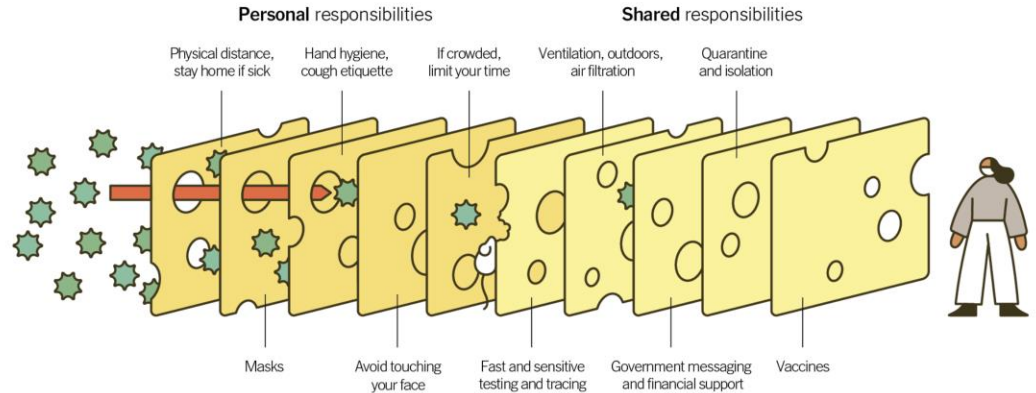 Personal responsibilities
Shared responsibilities
Physical distance,
stay home if sick
Hand hygiene,
cough etiquette
If crowded,
limit your time
Ventilation, outdoors,
air filtration
Quarantine
and isolation
Masks
Avoid touching
your face
Fast and sensitive
testing and tracing
Government messaging
and financial support
Vaccines